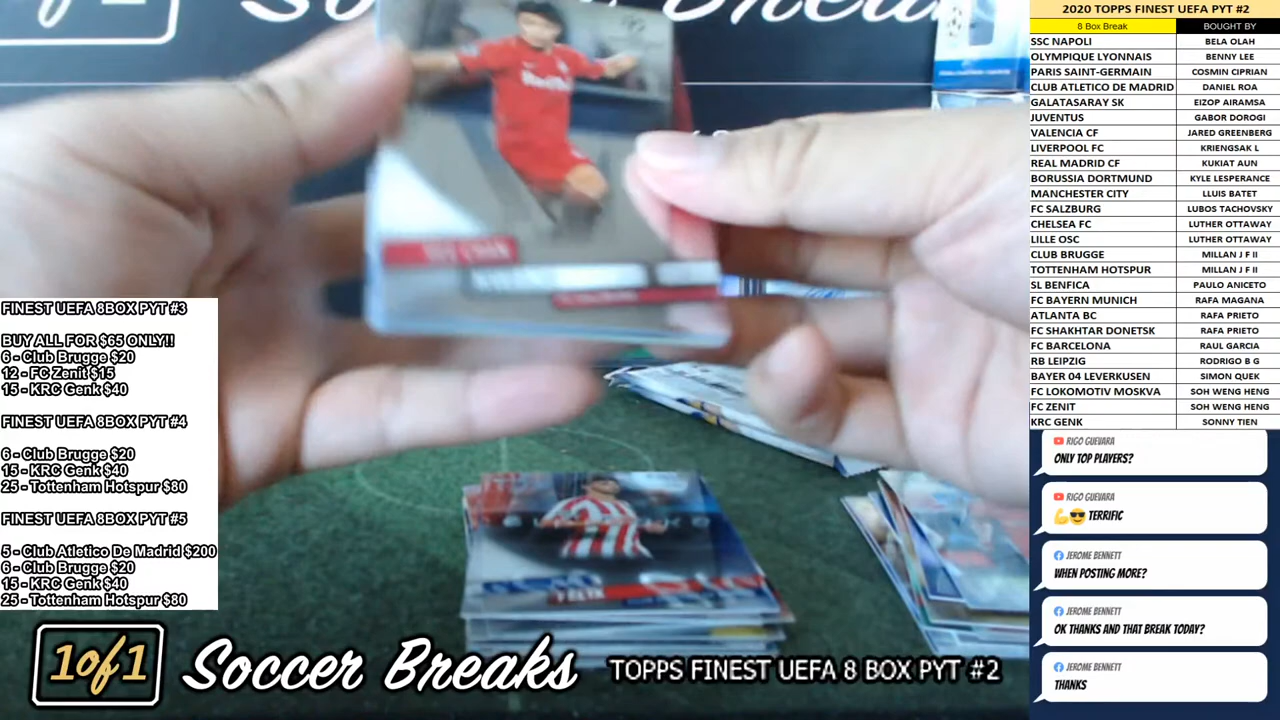 Soccer Breaks
2020 TOPPS FINEST UEFA PYT #2
8 Box Break BOUGHT BY
SSC NAPOLI BELA OLAH
OLYMPIQUE LYONNAIS BENNY LEE
PARIS SAINT-GERMAIN COSMIN CIPRIAN
CLUB ATLETICO DE MADRID DANIEL ROA
GALATASARAY SK EIZOP AIRAMSA
JUVENTUS GABOR DOROGI
VALENCIA CF JARED GREENBERG
LIVERPOOL FC KRIENGSAK L
REAL MADRID CF KUKIAT AUN
BORUSSIA DORTMUND KYLE LESPERANCE
MANCHESTER CITY LLUIS BATET
FC SALZBURG LUBOS TACHOVSKY
CHELSEA FC LUTHER OTTAWAY
LILLE OSC LUTHER OTTAWAY
CLUB BRUGGE MILLAN J F II
TOTTENHAM HOTSPUR MILLAN J F II
SL BENFICA PAULO ANICETO
FC BAYERN MUNICH RAFA MAGANA
ATLANTA BC RAFA PRIETO
FC SHAKHTAR DONETSK RAFA PRIETO
FC BARCELONA RAUL GARCIA
RB LEIPZIG RODRIGO B G
BAYER 04 LEVERKUSEN SIMON QUEK
FC LOKOMOTIV MOSKVA SOH WENG HENG
FC ZENIT SOH WENG HENG
KRC GENK SONNY TIEN
FINEST UEFA 8BOX PYT #3
BUY ALL FOR $65 ONLY!!
6 - Club Brugge $20
12 - FC Zenit $15
15 - KRC Genk $40
FINEST UEFA 8BOX PYT #4
6 - Club Brugge $20
15 - KRC Genk $40
25 - Tottenham Hotspur $80
FINEST UEFA 8BOX PYT #5
5 - Club Atletico De Madrid $200
6 - Club Brugge $20
15 - KRC Genk $40
25 - Tottenham Hotspur $80
RIGO GUEVARA
ONLY TOP PLAYERS?
RIGO GUEVARA
💪😎 TERRIFIC
JEROME BENNETT
WHEN POSTING MORE?
JEROME BENNETT
OK THANKS AND THAT BREAK TODAY?
JEROME BENNETT
THANKS
1of1 Soccer Breaks TOPPS FINEST UEFA 8 BOX PYT #2